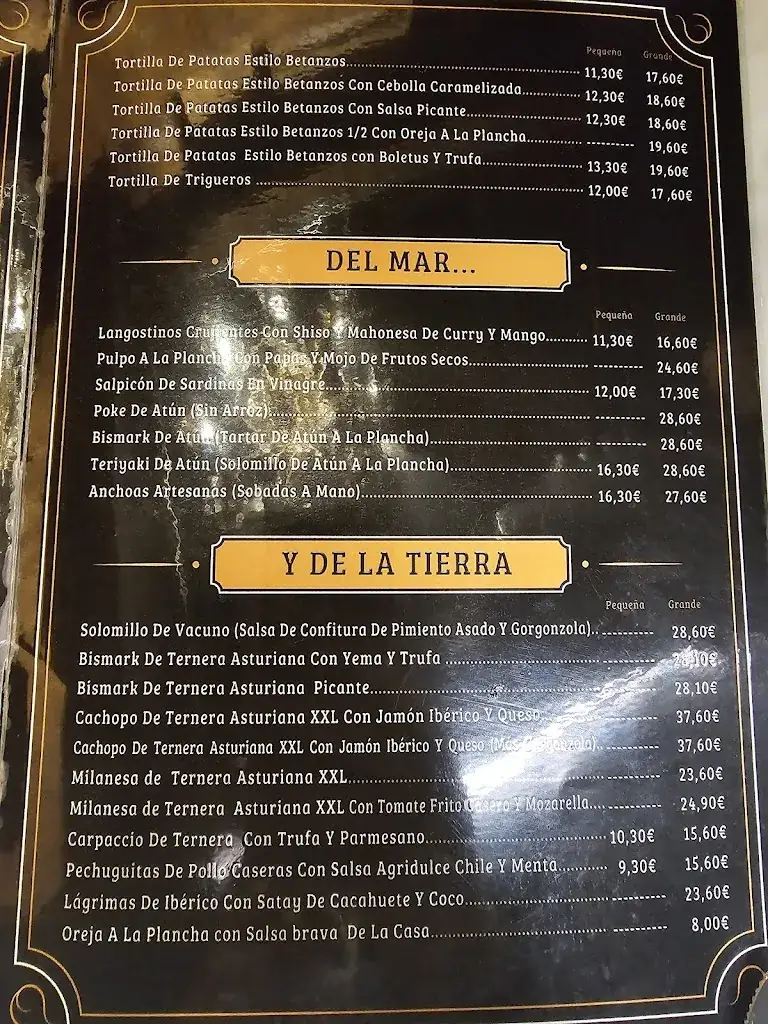 Pequeña Grande
Tortilla De Patatas Estilo Betanzos 11,30€ 17,60€
Tortilla De Patatas Estilo Betanzos Con Cebolla Caramelizada 12,30€ 18,60€
Tortilla De Patatas Estilo Betanzos Con Salsa Picante 12,30€ 18,60€
Tortilla De Patatas Estilo Betanzos 1/2 Con Oreja A La Plancha --------- 19,60€
Tortilla De Patatas Estilo Betanzos con Boletus Y Trufa 13,30€ 19,60€
Tortilla De Trigueros 12,00€ 17,60€
DEL MAR...
Pequeña Grande
Langostinos Crujientes Con Shiso Y Mahonesa De Curry Y Mango 11,30€ 16,60€
Pulpo A La Plancha Con Papas Y Mojo De Frutos Secos --------- 24,60€
Salpicón De Sardinas En Vinagre 12,00€ 17,30€
Poke De Atún (Sin Arroz) --------- 28,60€
Bismark De Atún (Tartar De Atún A La Plancha) --------- 28,60€
Teriyaki De Atún (Solomillo De Atún A La Plancha) 16,30€ 28,60€
Anchoas Artesanas (Sobadas A Mano) 16,30€ 27,60€
Y DE LA TIERRA
Pequeña Grande
Solomillo De Vacuno (Salsa De Confitura De Pimiento Asado Y Gorgonzola) --------- 28,60€
Bismark De Ternera Asturiana Con Yema Y Trufa --------- 28,10€
Bismark De Ternera Asturiana Picante --------- 28,10€
Cachopo De Ternera Asturiana XXL Con Jamón Ibérico Y Queso --------- 37,60€
Cachopo De Ternera Asturiana XXL Con Jamón Ibérico Y Queso (Mas Gorgonzola) --------- 37,60€
Milanesa de Ternera Asturiana XXL --------- 23,60€
Milanesa de Ternera Asturiana XXL Con Tomate Frito Casero Y Mozarella --------- 24,90€
Carpaccio De Ternera Con Trufa Y Parmesano 10,30€ 15,60€
Pechuguitas De Pollo Caseras Con Salsa Agridulce Chile Y Menta 9,30€ 15,60€
Lágrimas De Ibérico Con Satay De Cacahuete Y Coco --------- 23,60€
Oreja A La Plancha con Salsa brava De La Casa --------- 8,00€